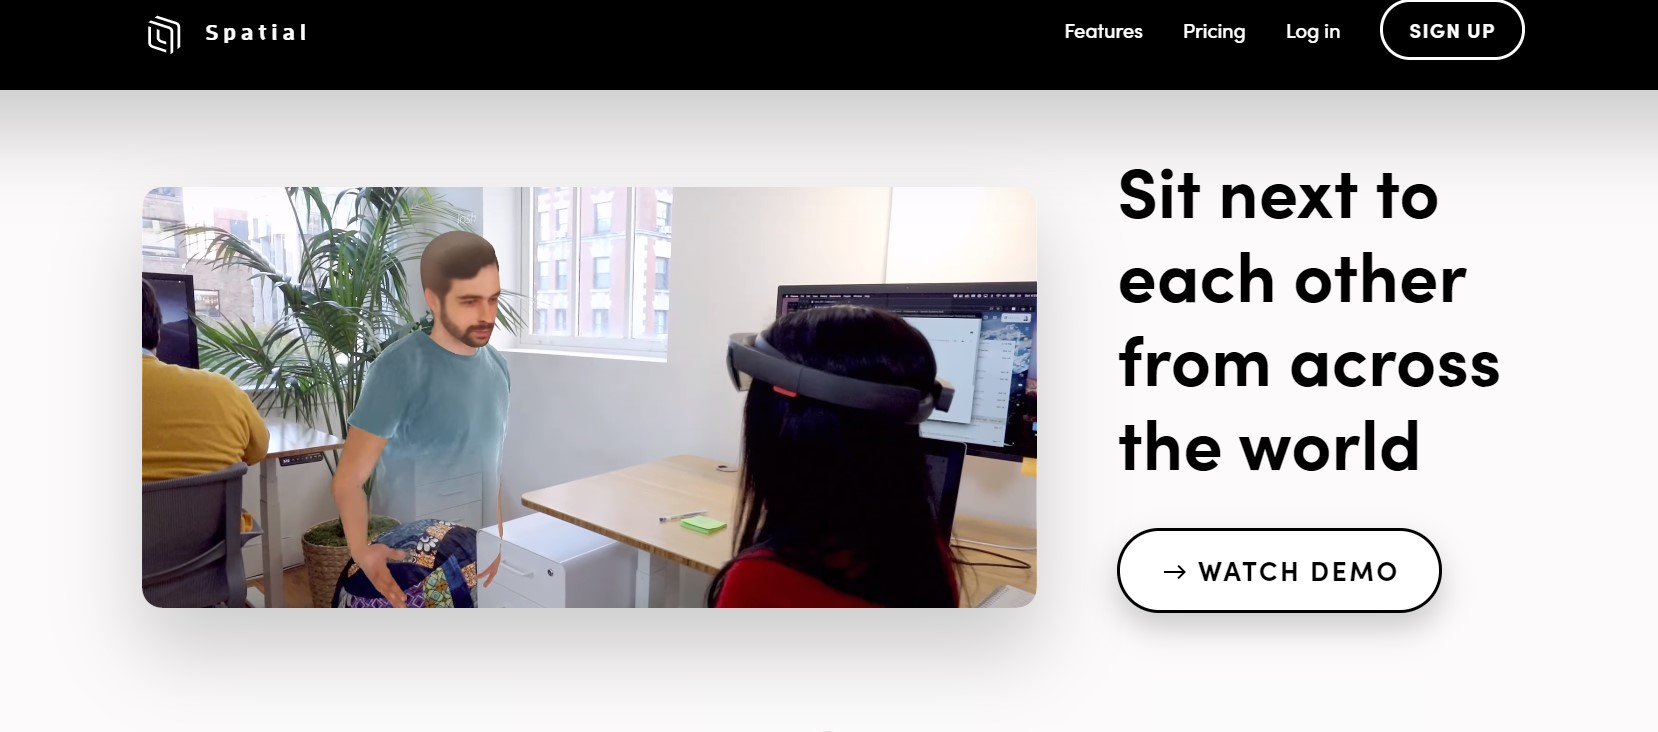 Spatial
Features
Pricing
Log in
SIGN UP
Sit next to
each other
from across
the world
→ WATCH DEMO